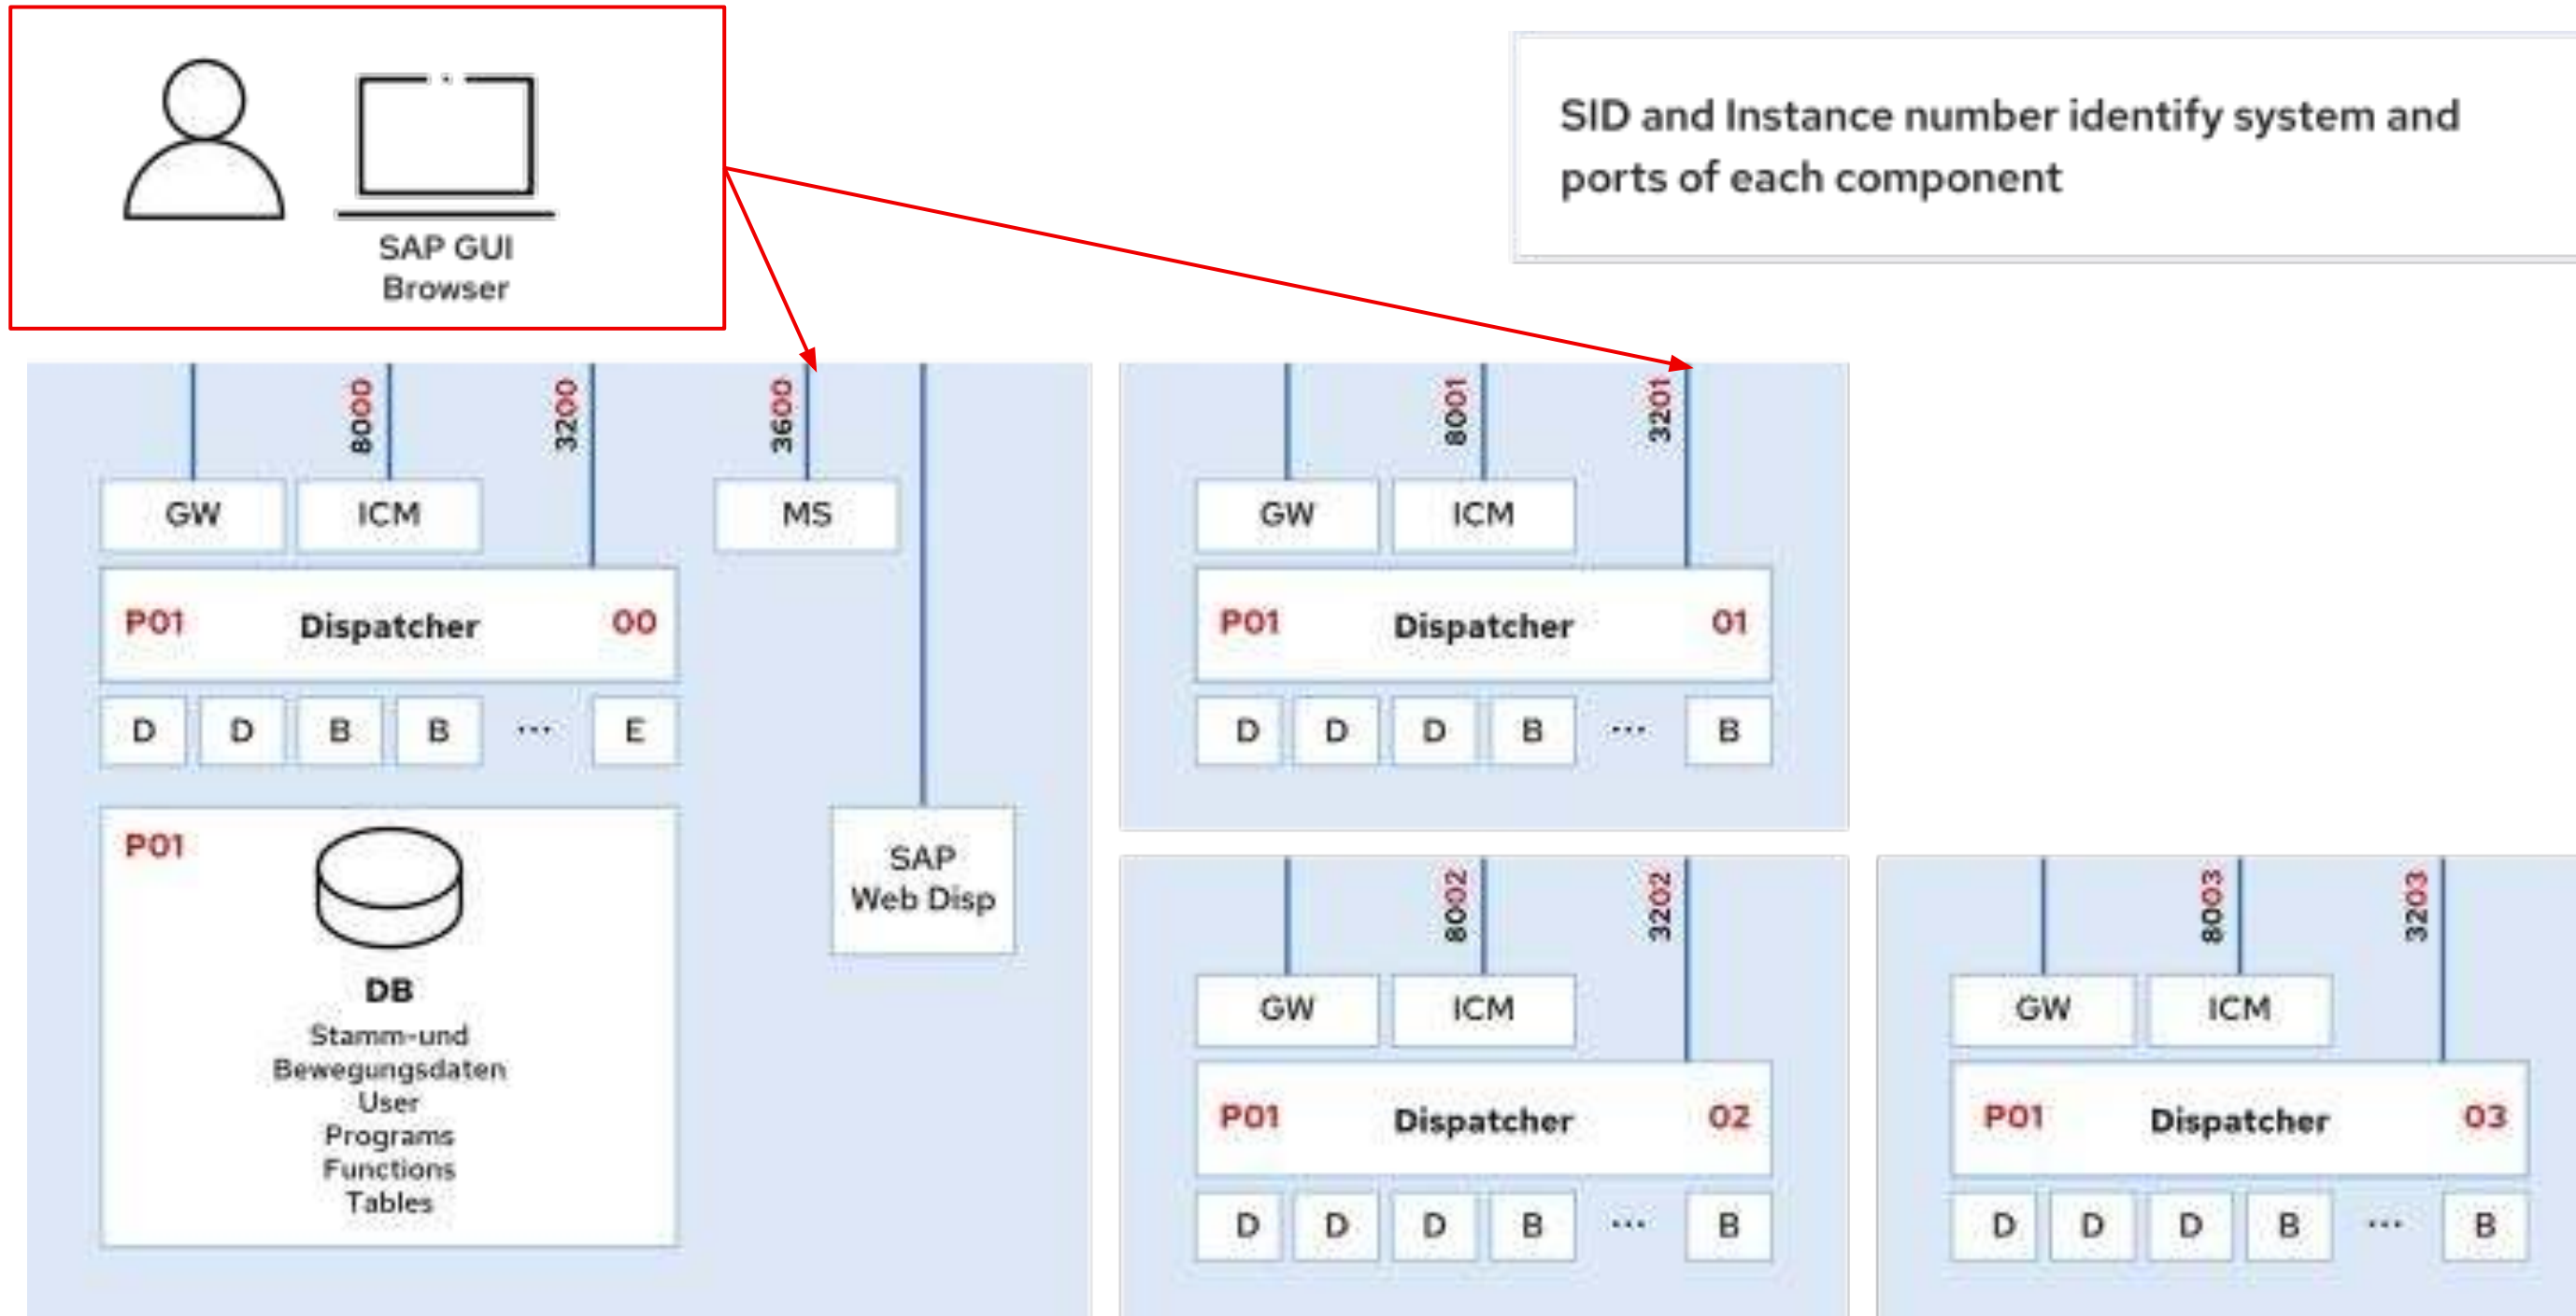 SAP GUI
Browser
SID and Instance number identify system and
ports of each component
8000
3200
3600
GW
ICM
MS
P01
Dispatcher
00
D
D
B
B
...
E
P01
DB
Stamm-und
Bewegungsdaten
User
Programs
Functions
Tables
SAP
Web Disp
8001
3201
GW
ICM
P01
Dispatcher
01
D
D
D
B
...
B
8002
3202
GW
ICM
P01
Dispatcher
02
D
D
D
B
...
B
8003
3203
GW
ICM
P01
Dispatcher
03
D
D
D
B
...
B